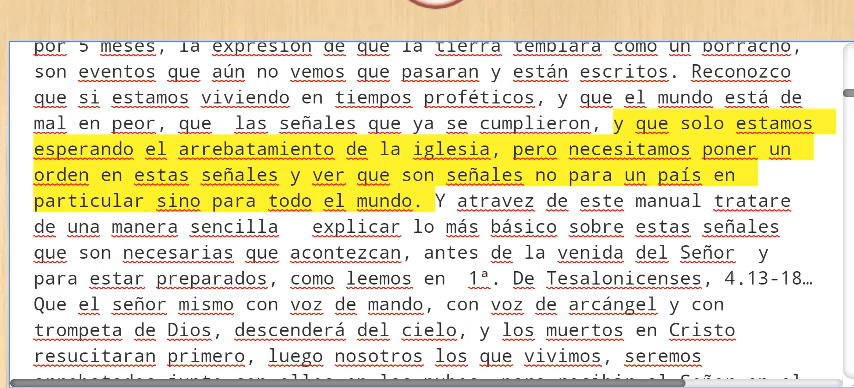 por 5 meses, la expresión de que la tierra temblara como un borracho,
son eventos que aún no vemos que pasaran y están escritos. Reconozco
que si estamos viviendo en tiempos proféticos, y que el mundo está de
mal en peor, que  las señales que ya se cumplieron, y que solo estamos
esperando el arrebatamiento de la iglesia, pero necesitamos poner un
orden en estas señales y ver que son señales no para un país en
particular sino para todo el mundo. Y atravez de este manual tratare
de una manera sencilla   explicar lo más básico sobre estas señales
que son necesarias que acontezcan, antes de la venida del Señor  y
para estar preparados, como leemos en  1ª. De Tesalonicenses, 4.13-18…
Que el señor mismo con voz de mando, con voz de arcángel y con
trompeta de Dios, descenderá del cielo, y los muertos en Cristo
resucitaran primero, luego nosotros los que vivimos, seremos